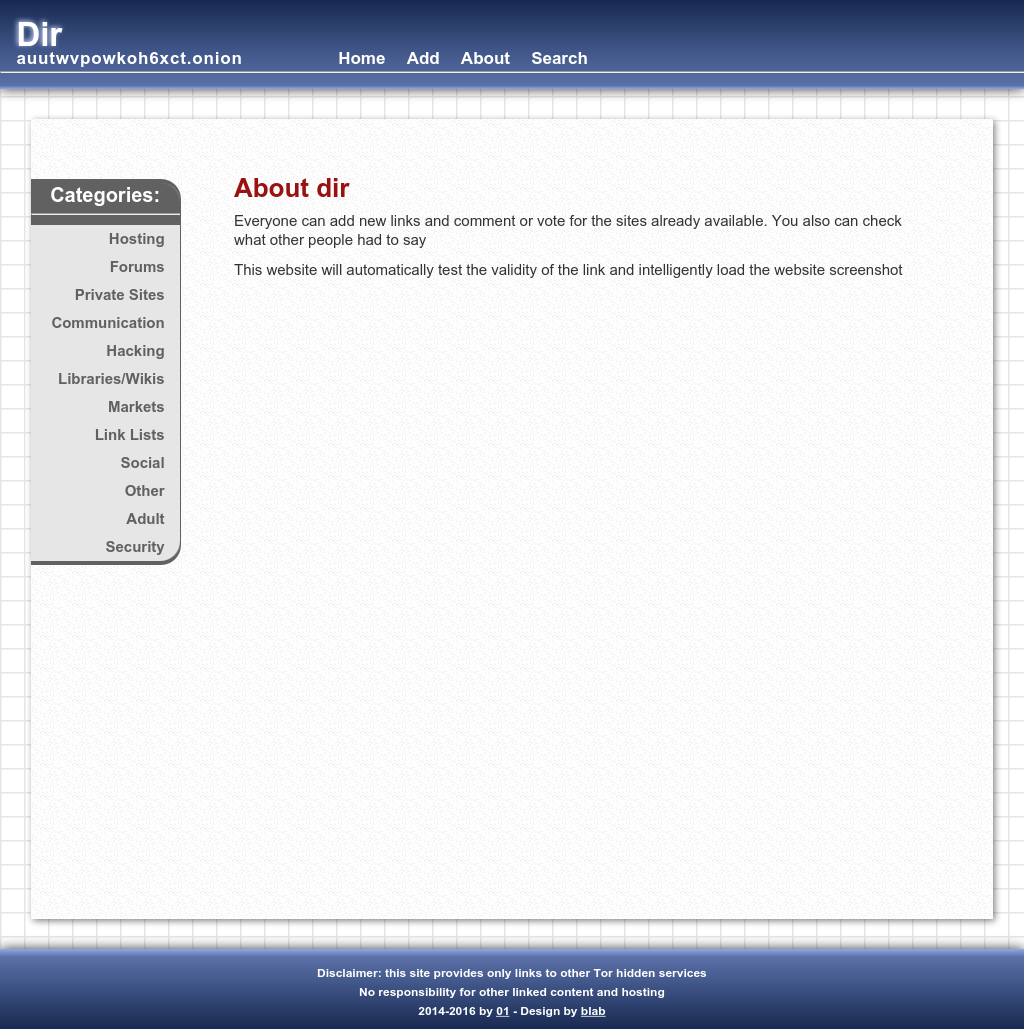 Dir
auutwvpowkoh6xct.onion
Home Add About Search
Categories:
Hosting
Forums
Private Sites
Communication
Hacking
Libraries/Wikis
Markets
Link Lists
Social
Other
Adult
Security
About dir
Everyone can add new links and comment or vote for the sites already available. You also can check
what other people had to say
This website will automatically test the validity of the link and intelligently load the website screenshot
Disclaimer: this site provides only links to other Tor hidden services
No responsibility for other linked content and hosting
2014-2016 by 01 - Design by blab